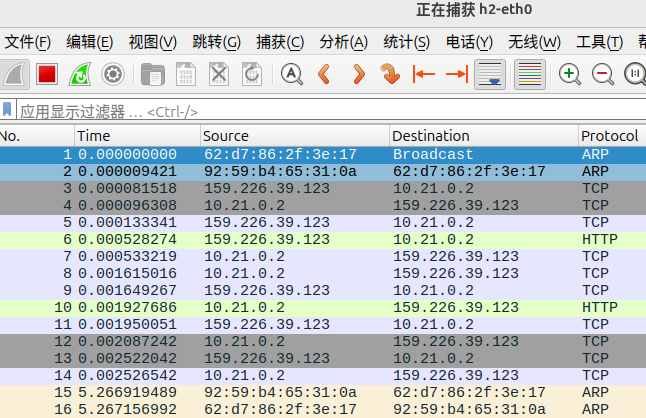 正在捕获 h2-eth0
文件(F) 编辑(E) 视图(V) 跳转(G) 捕获(C) 分析(A) 统计(S) 电话(Y) 无线(W) 工具(T)
应用显示过滤器 … <Ctrl-/>
No. Time Source Destination Protocol
1 0.000000000 62:d7:86:2f:3e:17 Broadcast ARP
2 0.000009421 92:59:b4:65:31:0a 62:d7:86:2f:3e:17 ARP
3 0.000081518 159.226.39.123 10.21.0.2 TCP
4 0.000096308 10.21.0.2 159.226.39.123 TCP
5 0.000133341 159.226.39.123 10.21.0.2 TCP
6 0.000528274 159.226.39.123 10.21.0.2 HTTP
7 0.000533219 10.21.0.2 159.226.39.123 TCP
8 0.001615016 10.21.0.2 159.226.39.123 TCP
9 0.001649267 159.226.39.123 10.21.0.2 TCP
10 0.001927686 10.21.0.2 159.226.39.123 HTTP
11 0.001950051 159.226.39.123 10.21.0.2 TCP
12 0.002087242 10.21.0.2 159.226.39.123 TCP
13 0.002522042 159.226.39.123 10.21.0.2 TCP
14 0.002526542 10.21.0.2 159.226.39.123 TCP
15 5.266919489 92:59:b4:65:31:0a 62:d7:86:2f:3e:17 ARP
16 5.267156992 62:d7:86:2f:3e:17 92:59:b4:65:31:0a ARP